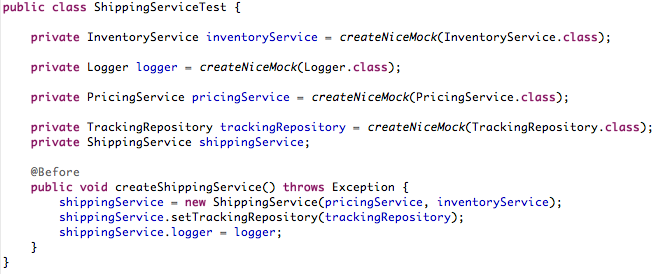 public class ShippingServiceTest {
private InventoryService inventoryService = createNiceMock(InventoryService.class);
private Logger logger = createNiceMock(Logger.class);
private PricingService pricingService = createNiceMock(PricingService.class);
private TrackingRepository trackingRepository = createNiceMock(TrackingRepository.class);
private ShippingService shippingService;
@Before
public void createShippingService() throws Exception {
shippingService = new ShippingService(pricingService, inventoryService);
shippingService.setTrackingRepository(trackingRepository);
shippingService.logger = logger;
}
}